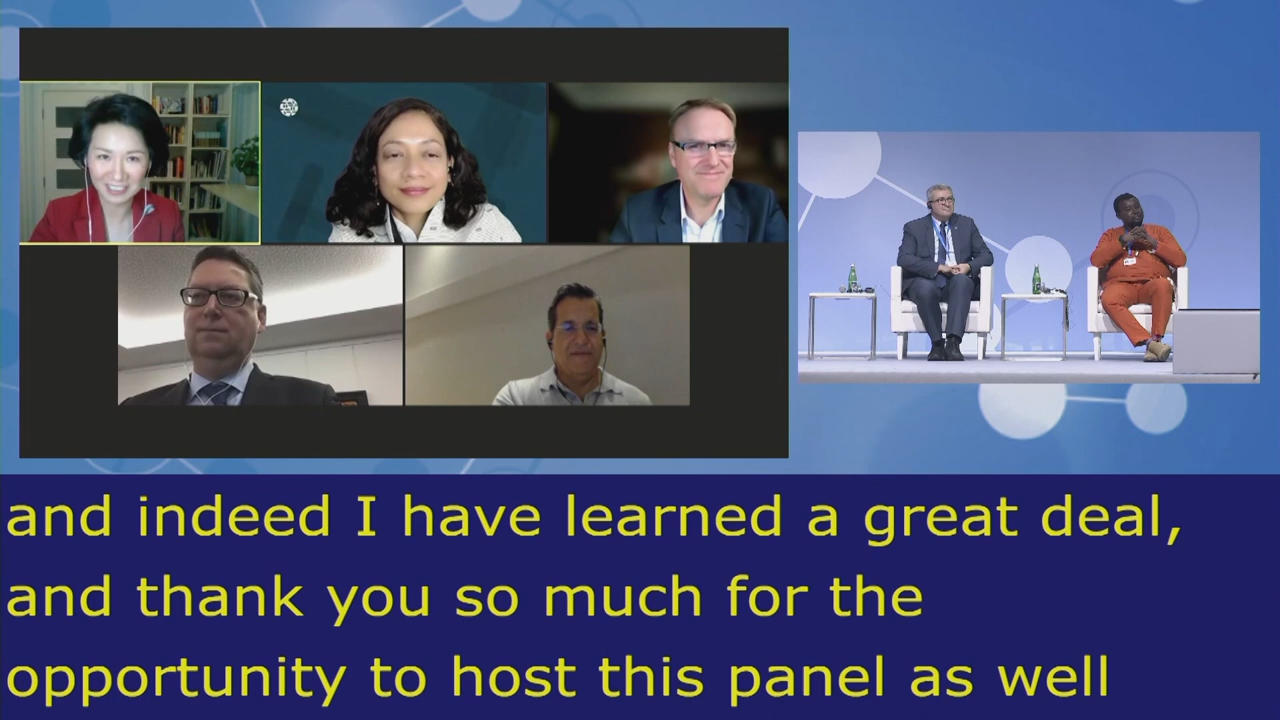 and indeed I have learned a great deal,
and thank you so much for the
opportunity to host this panel as well